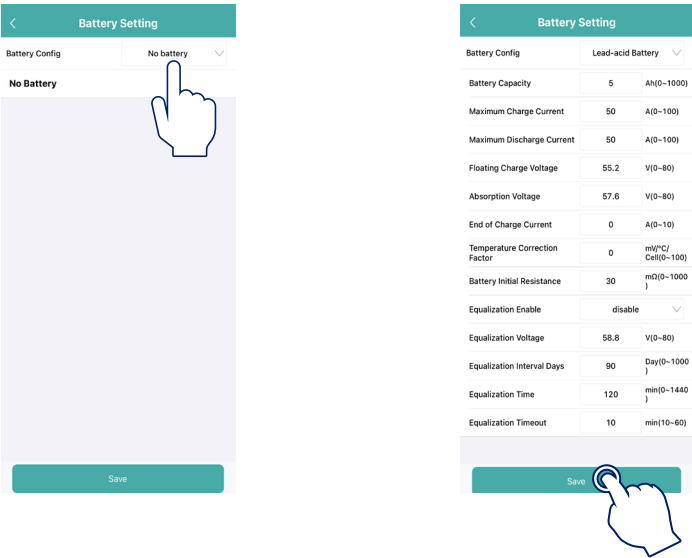 Battery Setting
Battery Config No battery
No Battery
Save
Battery Setting
Battery Config Lead-acid Battery
Battery Capacity 5 Ah(0~1000)
Maximum Charge Current 50 A(0~100)
Maximum Discharge Current 50 A(0~100)
Floating Charge Voltage 55.2 V(0~80)
Absorption Voltage 57.6 V(0~80)
End of Charge Current 0 A(0~10)
Temperature Correction
Factor 0 mV/°C/
Cell(0~100)
Battery Initial Resistance 30 mΩ(0~1000
)
Equalization Enable disable
Equalization Voltage 58.8 V(0~80)
Equalization Interval Days 90 Day(0~1000
)
Equalization Time 120 min(0~1440
)
Equalization Timeout 10 min(10~60)
Save